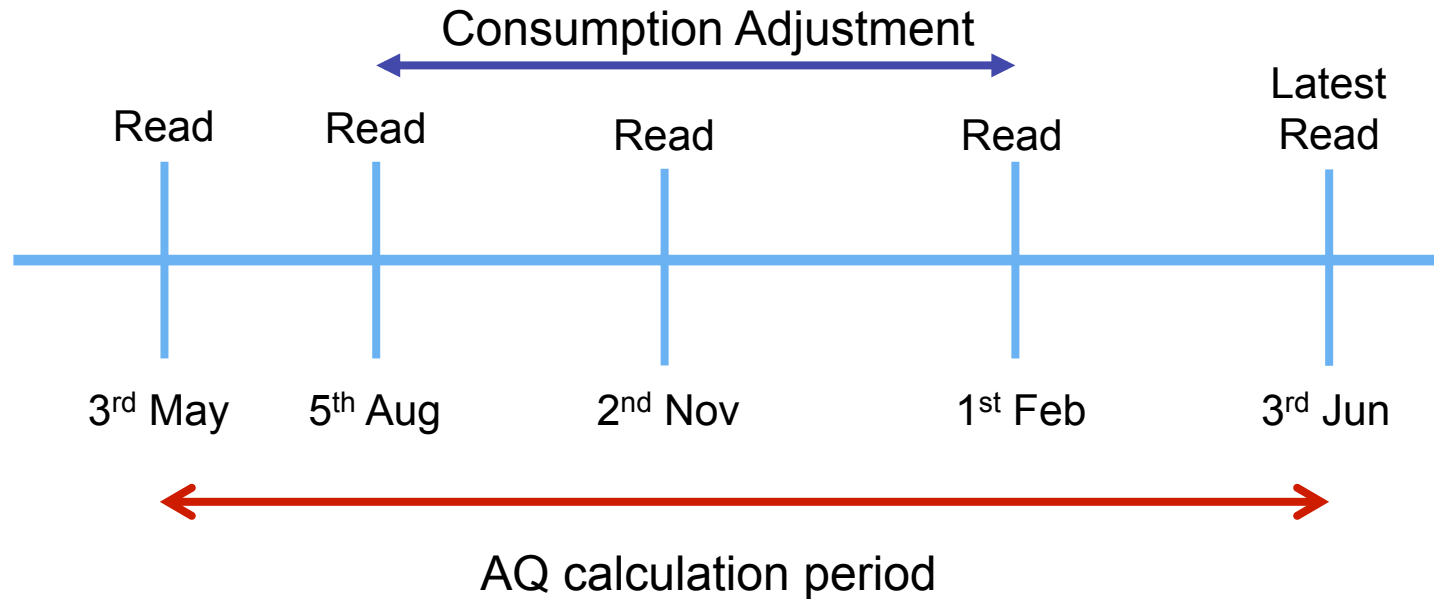 Consumption Adjustment
Read
Read
Read
Read
Latest
Read
3rd May
5th Aug
2nd Nov
1st Feb
3rd Jun
AQ calculation period